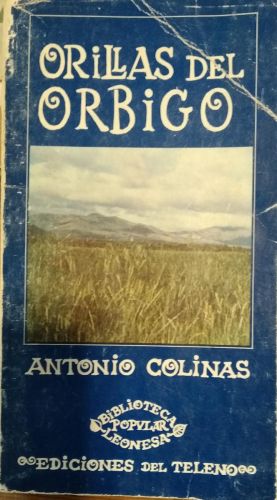 ORILLAS DEL
ORBIGO
ANTONIO COLINAS
BIBLIOTECA
POPULAR
LEONESA
EDICIONES DEL TELENO